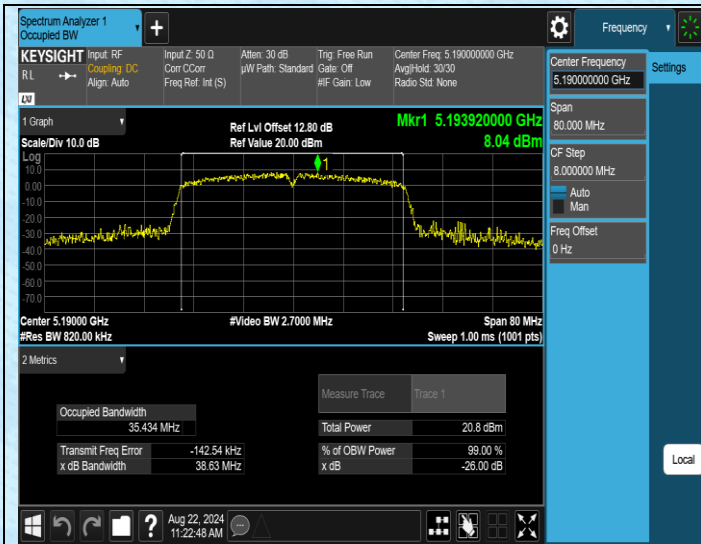 Spectrum Analyzer 1
Occupied BW
Frequency
KEYSIGHT
RL
LXI
Input: RF
Coupling: DC
Align: Auto
Input Z: 50 Ω
Corr CCorr
Freq Ref: Int (S)
Atten: 30 dB
µW Path: Standard
Trig: Free Run
Gate: Off
#IF Gain: Low
Center Freq: 5.190000000 GHz
Avg|Hold: 30/30
Radio Std: None
Center Frequency
5.190000000 GHz
Settings
Span
80.000 MHz
CF Step
8.000000 MHz
Auto
Man
Freq Offset
0 Hz
1 Graph
Scale/Div 10.0 dB
Ref Lvl Offset 12.80 dB
Ref Value 20.00 dBm
Mkr1 5.193920000 GHz
8.04 dBm
Log
10.0
0.00
-10.0
-20.0
-30.0
-40.0
-50.0
-60.0
-70.0
1
Center 5.19000 GHz
#Res BW 820.00 kHz
#Video BW 2.7000 MHz
Span 80 MHz
Sweep 1.00 ms (1001 pts)
2 Metrics
Measure Trace
Trace 1
Occupied Bandwidth
35.434 MHz
Total Power
20.8 dBm
Transmit Freq Error
-142.54 kHz
% of OBW Power
99.00 %
x dB Bandwidth
38.63 MHz
x dB
-26.00 dB
Local
?
Aug 22, 2024
11:22:48 AM